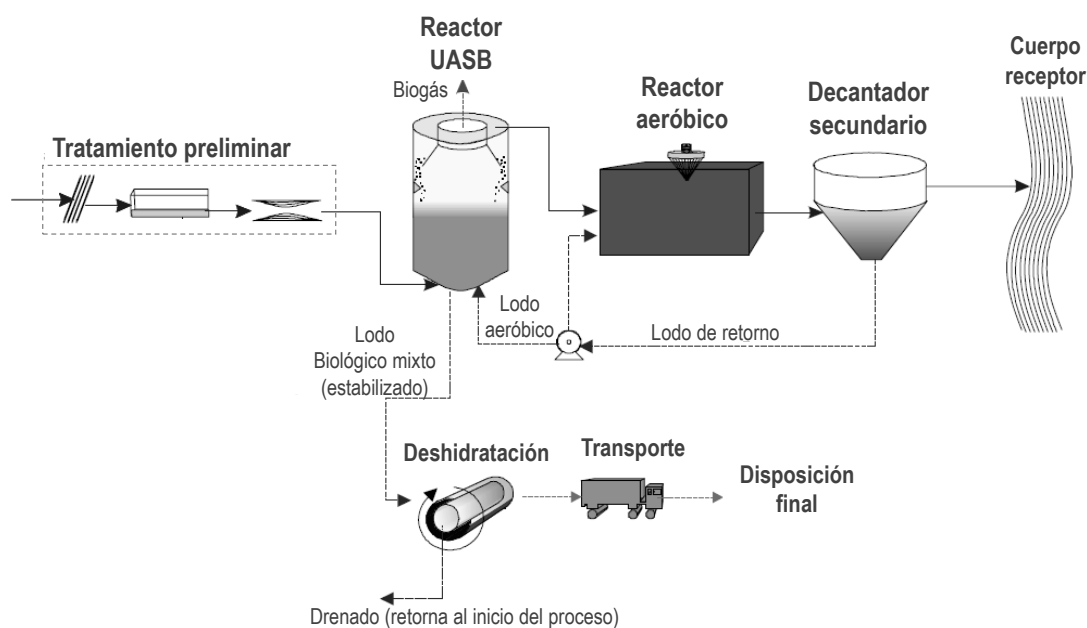 Reactor
UASB
Cuerpo
receptor
Biogás
Reactor
aeróbico
Decantador
secundario
Tratamiento preliminar
Lodo
aeróbico
Lodo de retorno
Lodo
Biológico mixto
(estabilizado)
Deshidratación
Transporte
Disposición
final
Drenado (retorna al inicio del proceso)